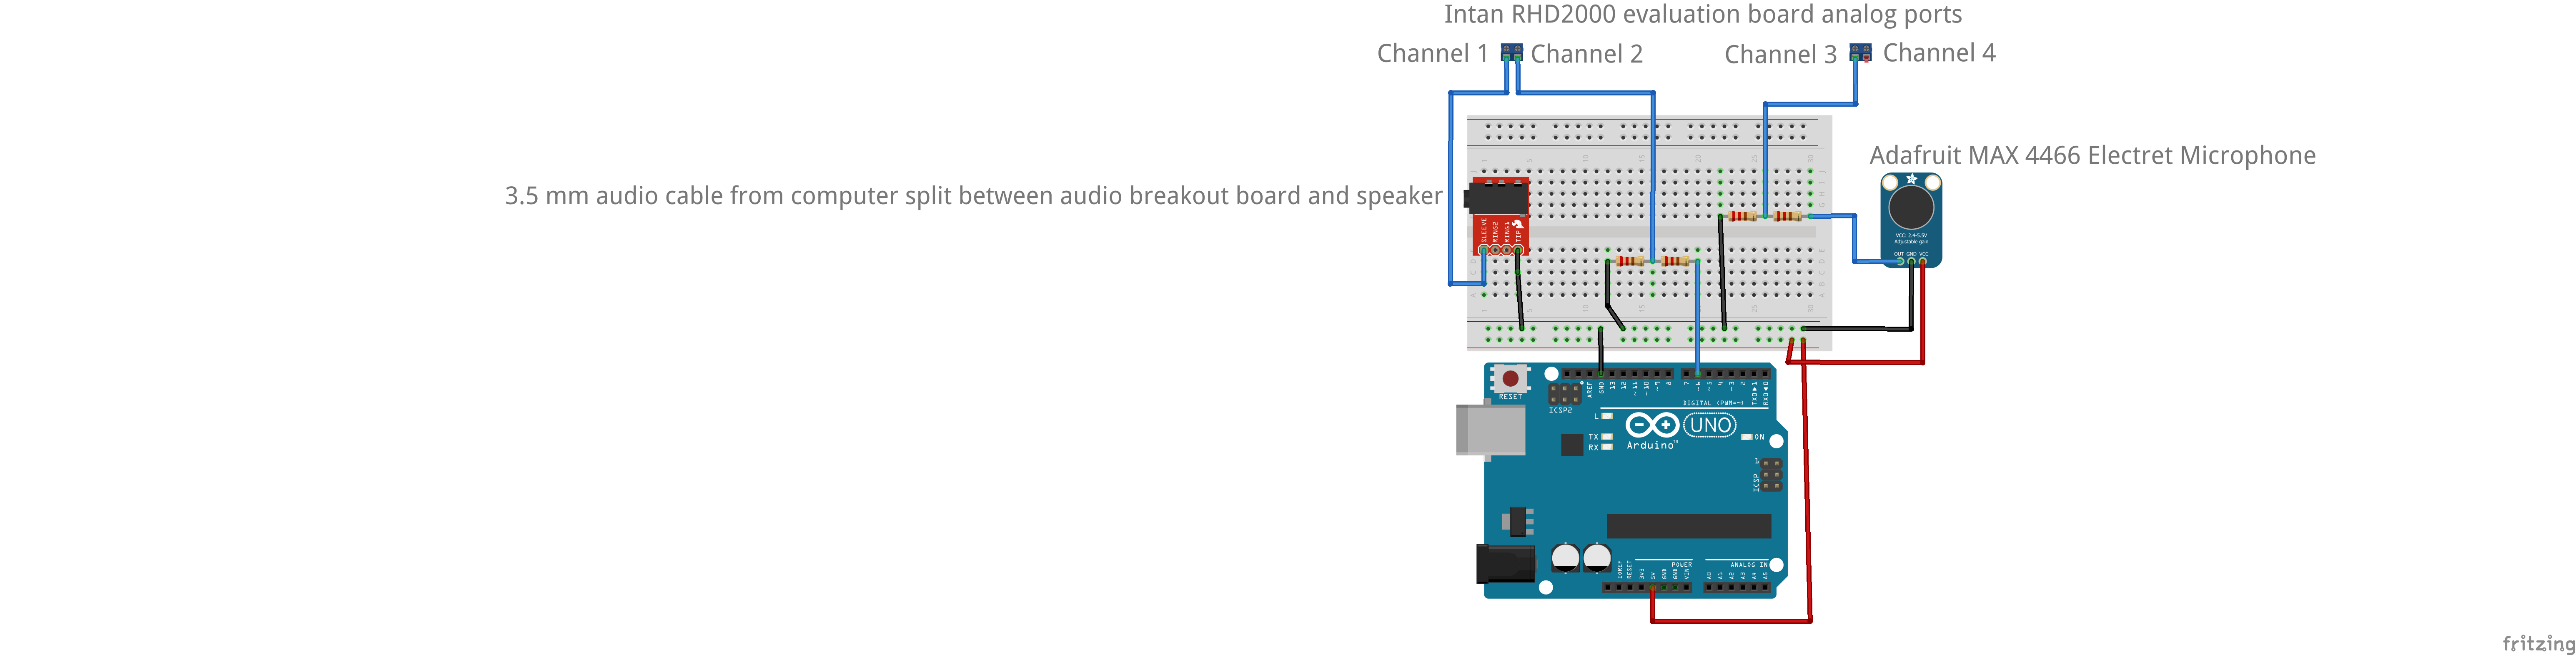 Intan RHD2000 evaluation board analog ports
Channel 1
Channel 2
Channel 3
Channel 4
Adafruit MAX 4466 Electret Microphone
3.5 mm audio cable from computer split between audio breakout board and speaker
SLEEVE
RING2
RING1
TIP
VCC: 2.4-5.5V
Adjustable gain
OUT GND VCC
RESET
ICSP2
AREF
GND
13
12
~11
~10
~9
8
7
~6
~5
4
~3
2
TXD▶1
RXD◀0
DIGITAL (PWM=~)
L
TX
RX
Arduino™
UNO
ON
1
ICSP
IOREF
RESET
3V3
5V
GND
GND
VIN
POWER
ANALOG IN
A0
A1
A2
A3
A4
A5
fritzing